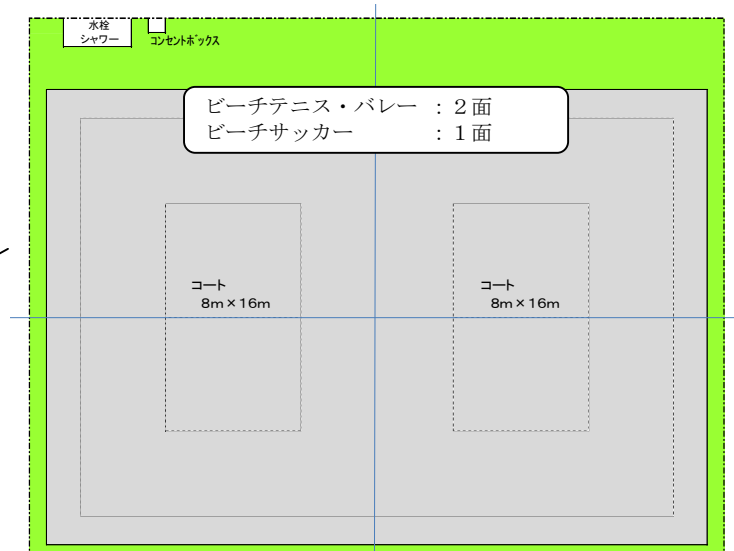 水栓
シャワー
コンセントボックス
ビーチテニス・バレー ：２面
ビーチサッカー ：１面
コート
8m×16m
コート
8m×16m